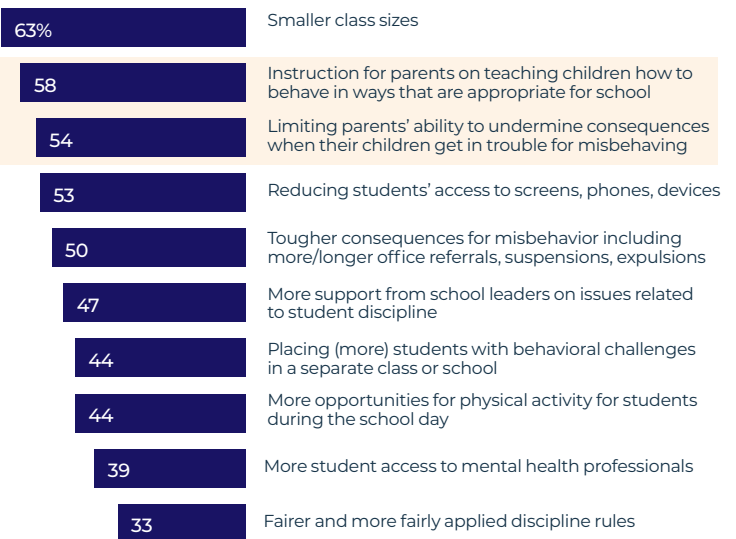 63%
Smaller class sizes
58
Instruction for parents on teaching children how to
behave in ways that are appropriate for school
54
Limiting parents’ ability to undermine consequences
when their children get in trouble for misbehaving
53
Reducing students’ access to screens, phones, devices
50
Tougher consequences for misbehavior including
more/longer office referrals, suspensions, expulsions
47
More support from school leaders on issues related
to student discipline
44
Placing (more) students with behavioral challenges
in a separate class or school
44
More opportunities for physical activity for students
during the school day
39
More student access to mental health professionals
33
Fairer and more fairly applied discipline rules